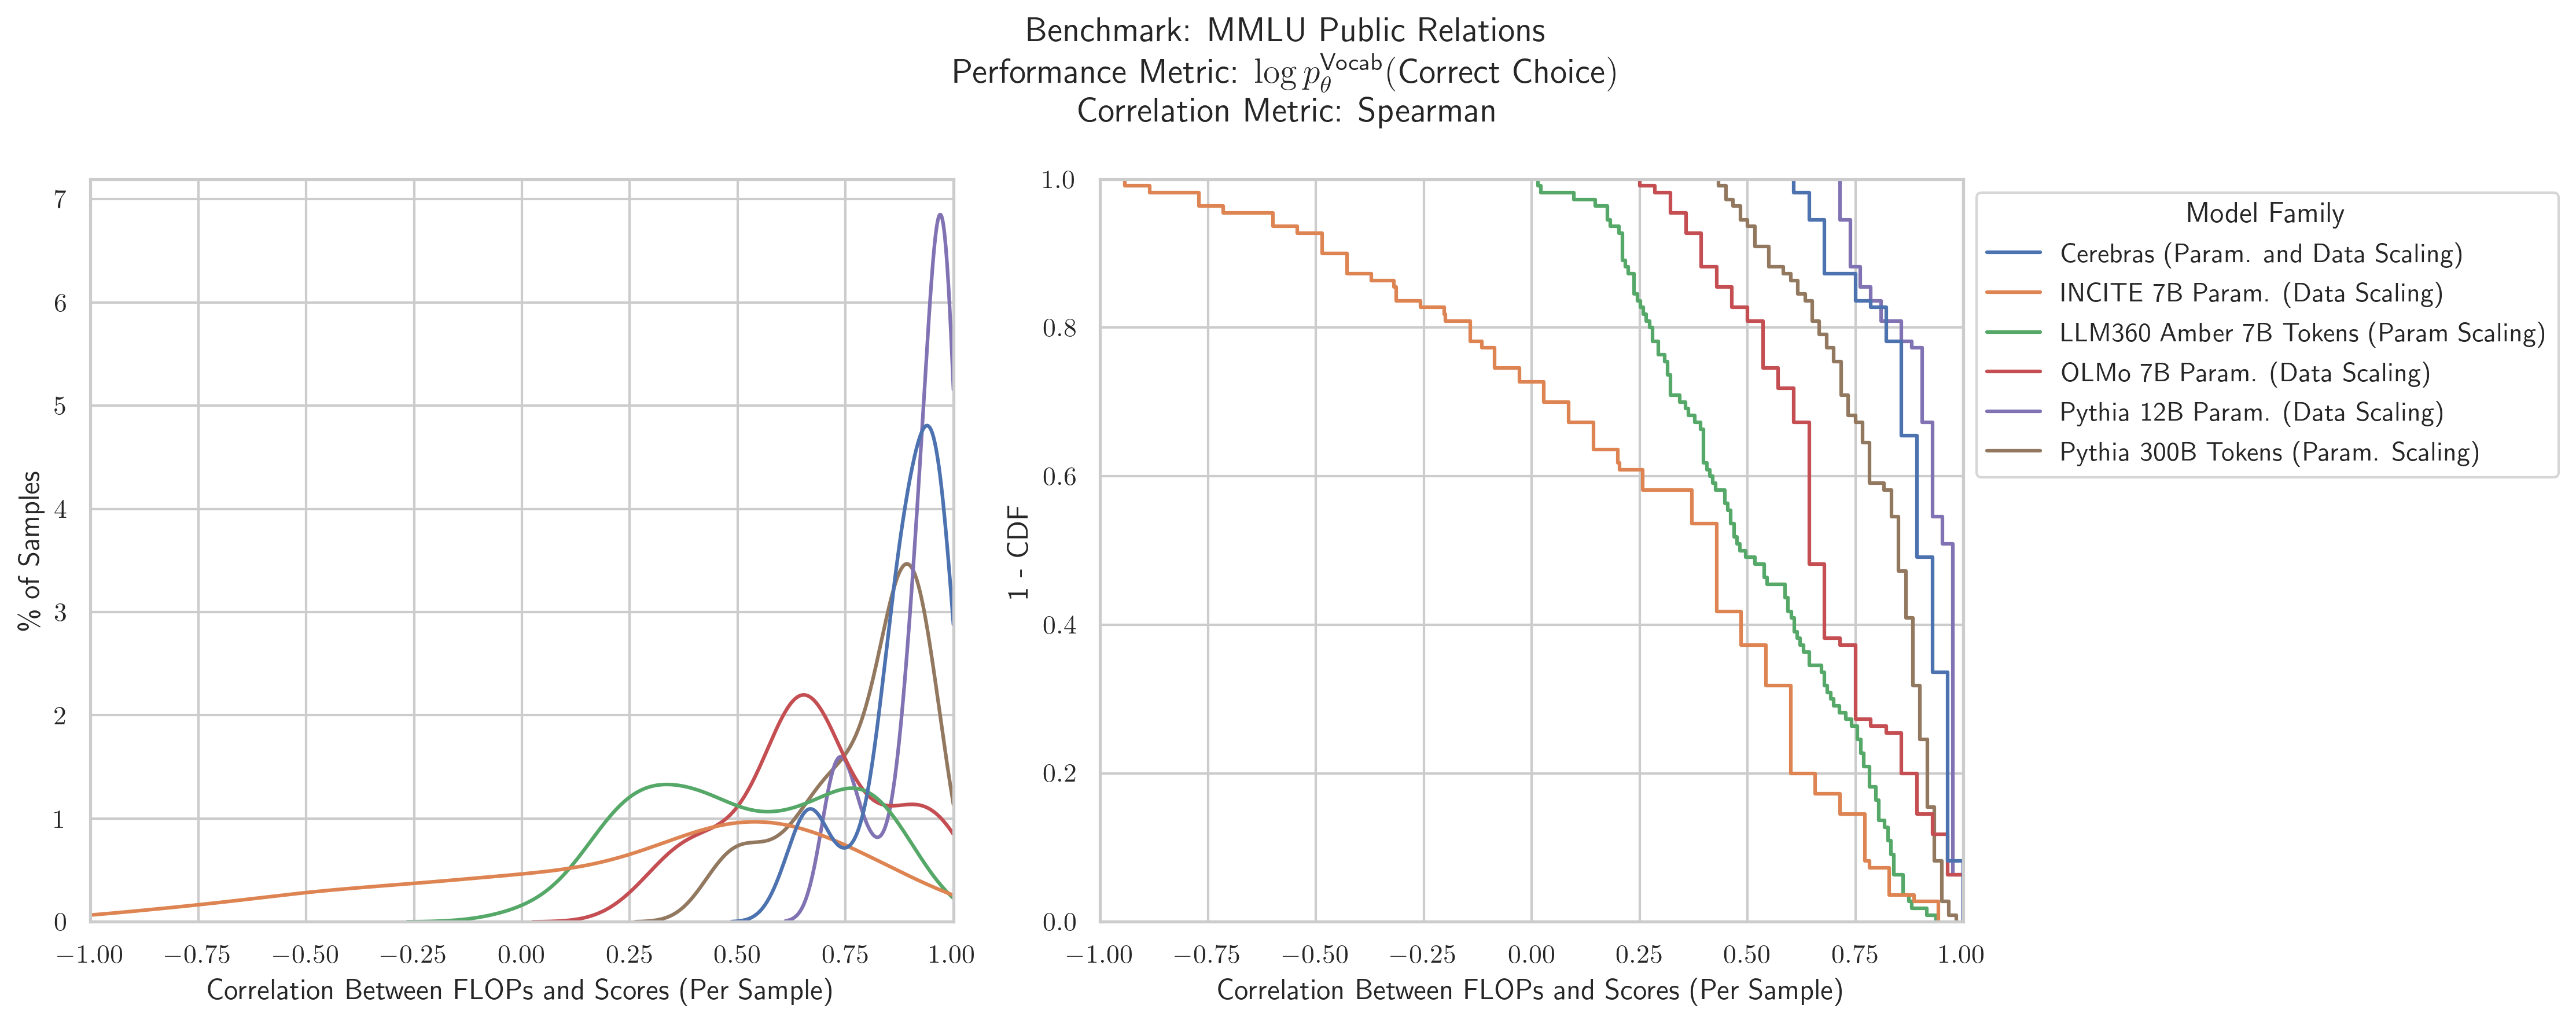 Benchmark: MMLU Public Relations
Performance Metric: log p_θ^Vocab(Correct Choice)
Correlation Metric: Spearman
% of Samples
7
6
5
4
3
2
1
0
−1.00 −0.75 −0.50 −0.25 0.00 0.25 0.50 0.75 1.00
Correlation Between FLOPs and Scores (Per Sample)
1 - CDF
1.0
0.8
0.6
0.4
0.2
0.0
−1.00 −0.75 −0.50 −0.25 0.00 0.25 0.50 0.75 1.00
Correlation Between FLOPs and Scores (Per Sample)
Model Family
Cerebras (Param. and Data Scaling)
INCITE 7B Param. (Data Scaling)
LLM360 Amber 7B Tokens (Param Scaling)
OLMo 7B Param. (Data Scaling)
Pythia 12B Param. (Data Scaling)
Pythia 300B Tokens (Param. Scaling)